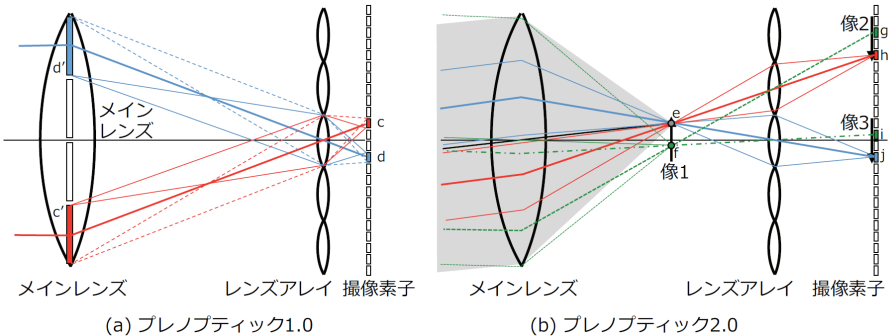 d'
メイン
レンズ
c
d
c'
メインレンズ
レンズアレイ
撮像素子
(a) プレノプティック1.0
像2
g
h
e
像3
f
j
像1
メインレンズ
レンズアレイ
撮像素子
(b) プレノプティック2.0